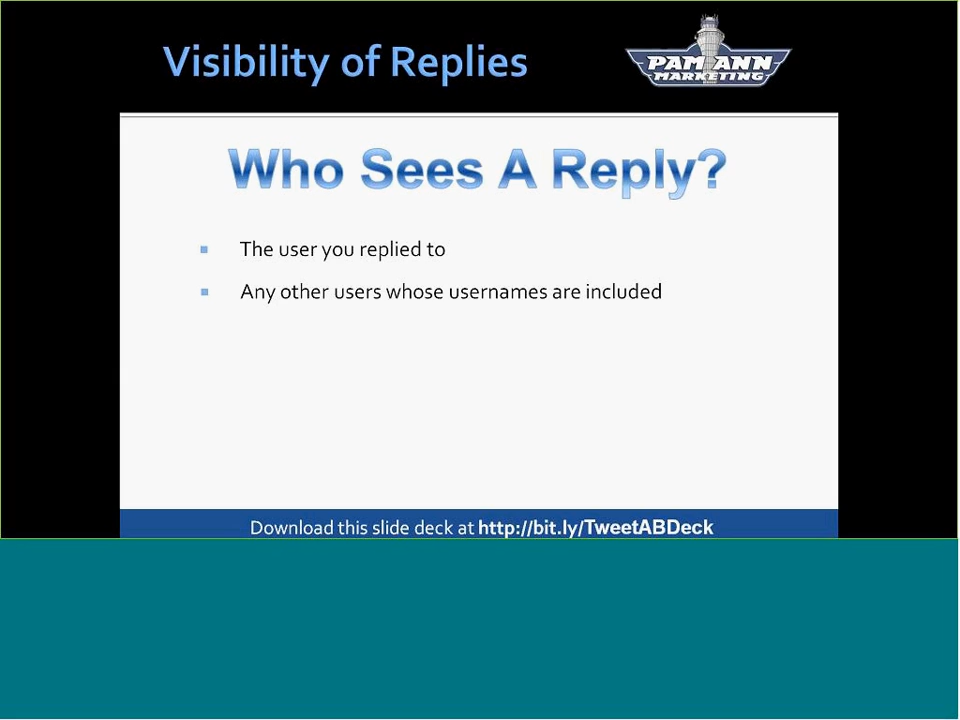 Visibility of Replies
PAM ANN
MARKETING
Who Sees A Reply?
The user you replied to
Any other users whose usernames are included
Download this slide deck at http://bit.ly/TweetABDeck